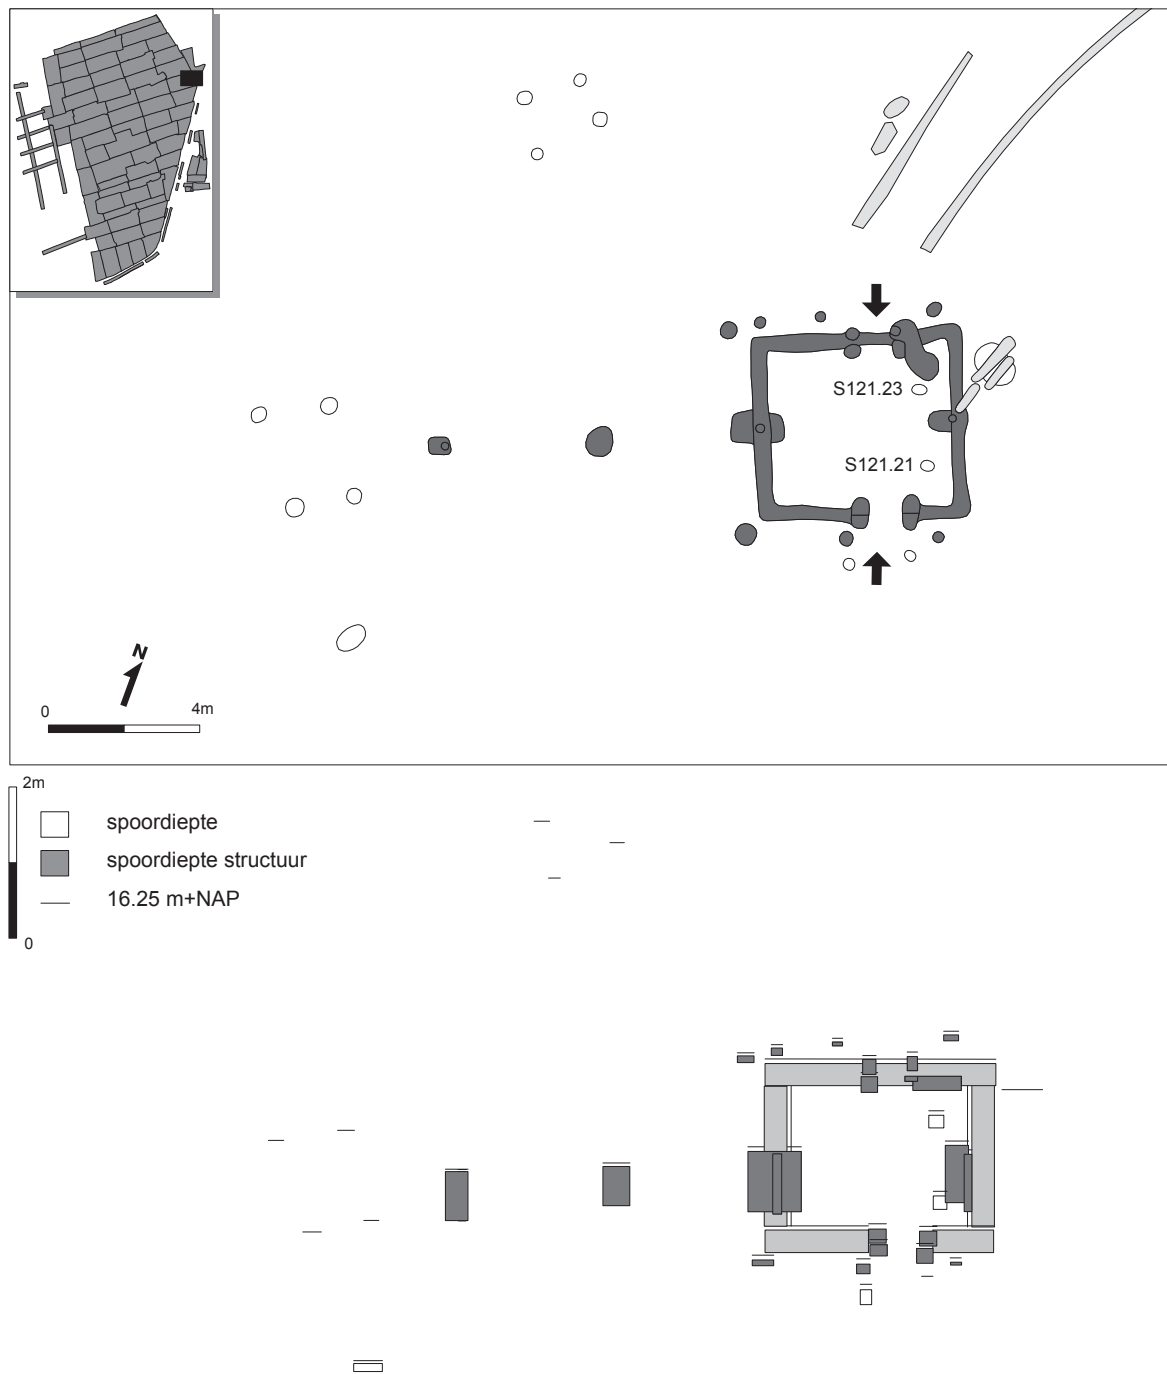 S121.23
S121.21
N
0 4m
2m
spoordiepte
spoordiepte structuur
16.25 m+NAP
0